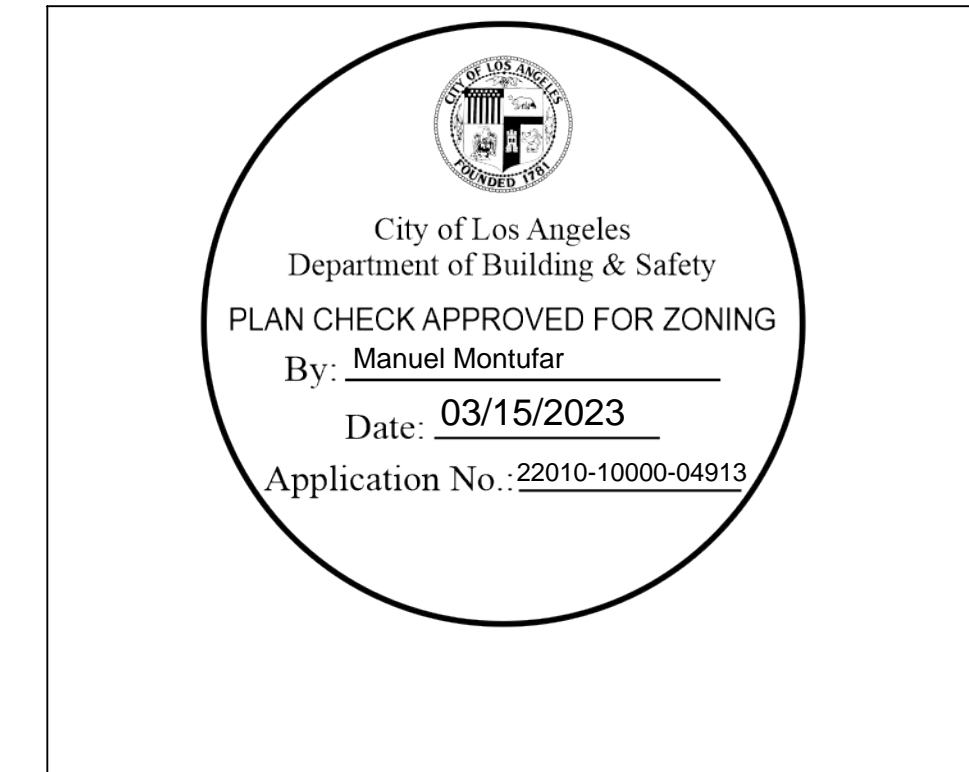 CITY OF LOS ANGELES
FOUNDED 1781
City of Los Angeles
Department of Building & Safety
PLAN CHECK APPROVED FOR ZONING
By: Manuel Montufar
Date: 03/15/2023
Application No.: 22010-10000-04913